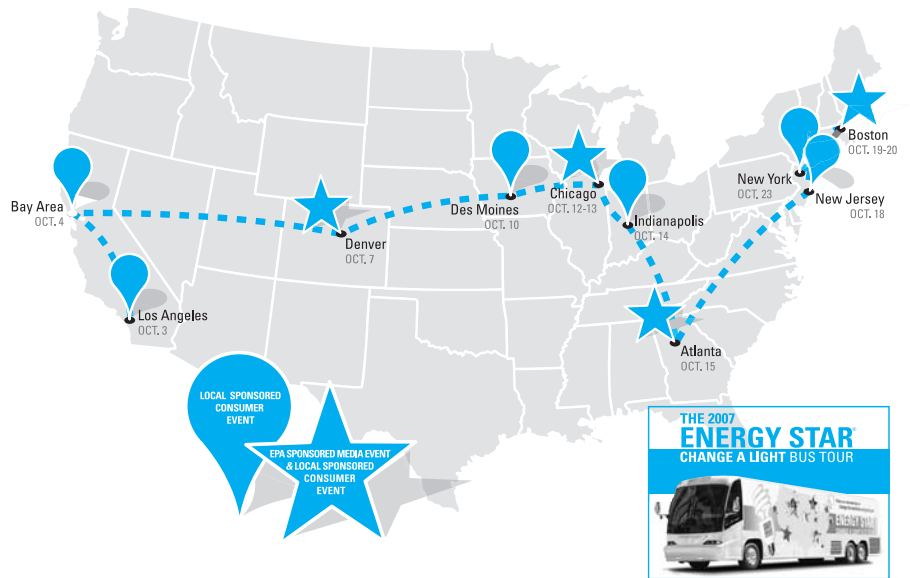 Boston
OCT. 19-20
New York
OCT. 23
New Jersey
OCT. 18
Bay Area
OCT. 4
Des Moines
OCT. 10
Chicago
OCT. 12-13
Indianapolis
OCT. 14
Denver
OCT. 7
Los Angeles
OCT. 3
Atlanta
OCT. 15
LOCAL SPONSORED
CONSUMER
EVENT
EPA SPONSORED MEDIA EVENT
& LOCAL SPONSORED
CONSUMER
EVENT
THE 2007
ENERGY STAR®
CHANGE A LIGHT BUS TOUR
ENERGY STAR